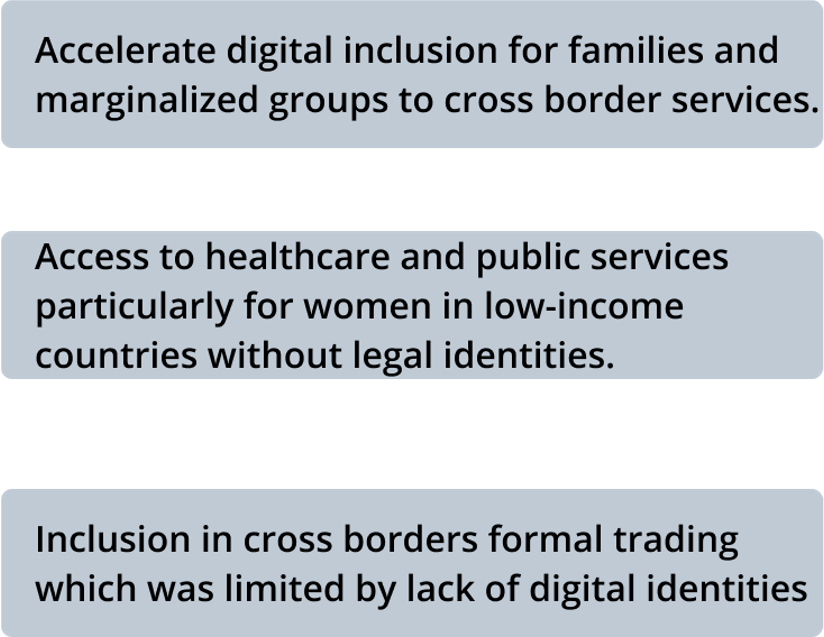 Accelerate digital inclusion for families and
marginalized groups to cross border services.
Access to healthcare and public services
particularly for women in low-income
countries without legal identities.
Inclusion in cross borders formal trading
which was limited by lack of digital identities